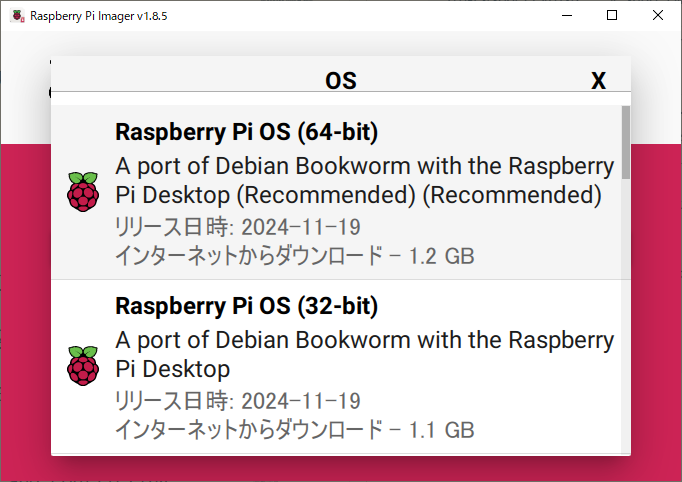 Raspberry Pi Imager v1.8.5
OS
X
Raspberry Pi OS (64-bit)
A port of Debian Bookworm with the Raspberry
Pi Desktop (Recommended) (Recommended)
リリース日時: 2024-11-19
インターネットからダウンロード – 1.2 GB
Raspberry Pi OS (32-bit)
A port of Debian Bookworm with the Raspberry
Pi Desktop
リリース日時: 2024-11-19
インターネットからダウンロード – 1.1 GB